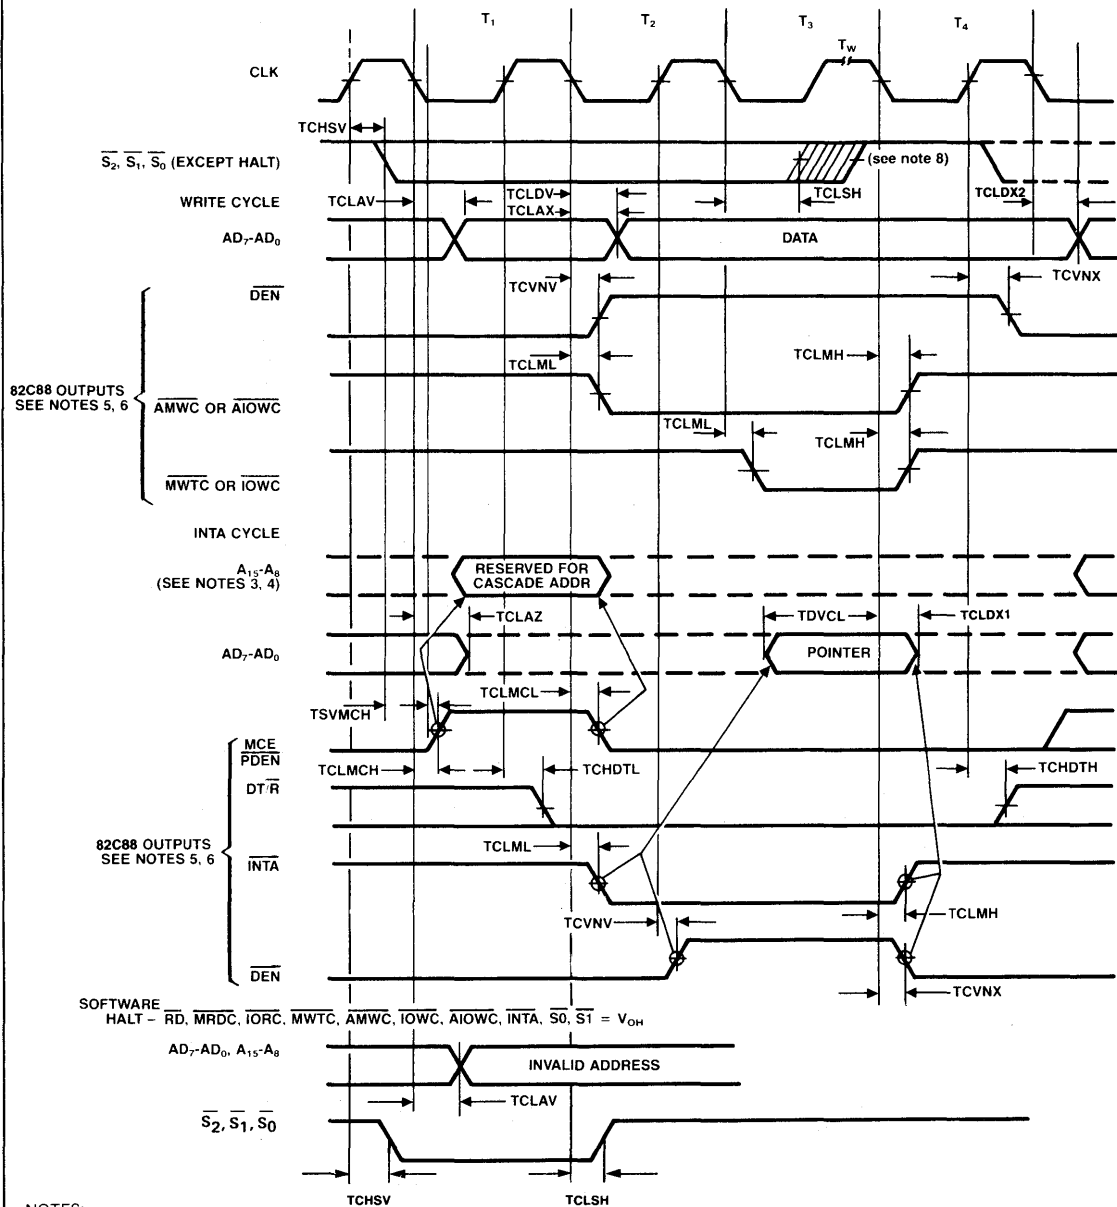 T1 T2 T3 T4
TW
CLK
TCHSV
S2, S1, S0 (EXCEPT HALT)
(see note 8)
TCLDV
TCLSH
TCLDX2
WRITE CYCLE
TCLAV
TCLAX
AD7-AD0
DATA
TCVNV
TCVNX
DEN
TCLML
TCLMH
82C88 OUTPUTS
SEE NOTES 5, 6
AMWC OR AIOWC
TCLML
TCLMH
MWTC OR IOWC
INTA CYCLE
A15-A8
(SEE NOTES 3, 4)
RESERVED FOR
CASCADE ADDR
TCLAZ
TDVCL
TCLDX1
AD7-AD0
POINTER
TCLMCL
TSVMCH
MCE
PDEN
TCLMCH
TCHDTL
TCHDTH
DT/R
82C88 OUTPUTS
SEE NOTES 5, 6
TCLML
INTA
TCVNV
TCLMH
DEN
TCVNX
SOFTWARE
HALT – RD, MRDC, IORC, MWTC, AMWC, IOWC, AIOWC, INTA, S0, S1 = VOH
AD7-AD0, A15-A8
INVALID ADDRESS
TCLAV
S2, S1, S0
TCHSV
TCLSH
NOTES: